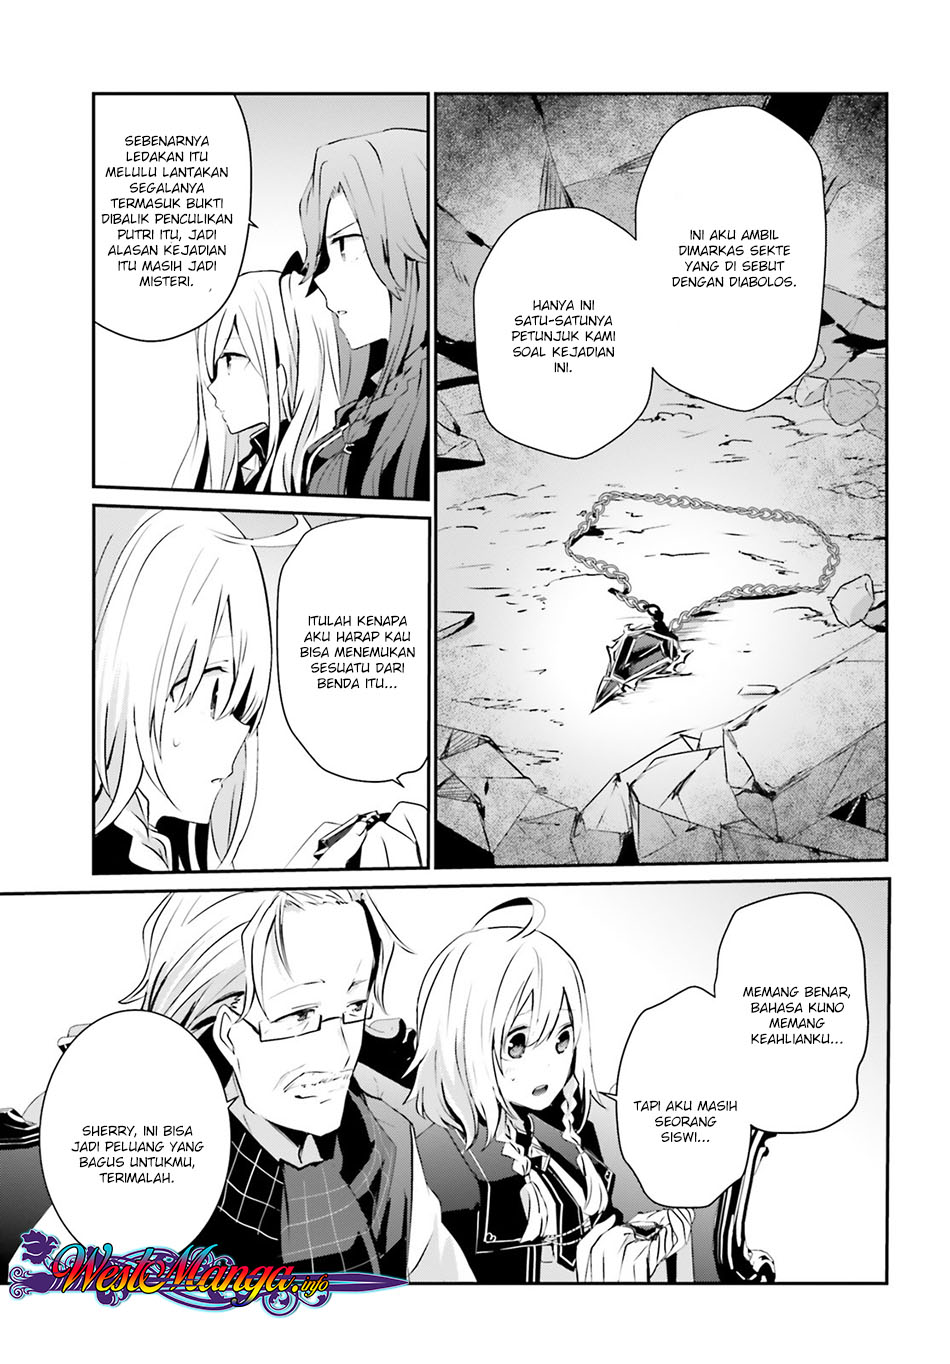 INI AKU AMBIL
DIMARKAS SEKTE
YANG DI SEBUT
DENGAN DIABOLOS.
HANYA INI
SATU-SATUNYA
PETUNJUK KAMI
SOAL KEJADIAN
INI.
SEBENARNYA
LEDAKAN ITU
MELULU LANTAKAN
SEGALANYA
TERMASUK BUKTI
DIBALIK PENCULIKAN
PUTRI ITU, JADI
ALASAN KEJADIAN
ITU MASIH JADI
MISTERI.
ITULAH KENAPA
AKU HARAP KAU
BISA MENEMUKAN
SESUATU DARI
BENDA ITU...
MEMANG BENAR,
BAHASA KUNO
MEMANG
KEAHLIANKU...
TAPI AKU MASIH
SEORANG
SISWI...
SHERRY, INI BISA
JADI PELUANG YANG
BAGUS UNTUKMU,
TERIMALAH.
WestManga.info